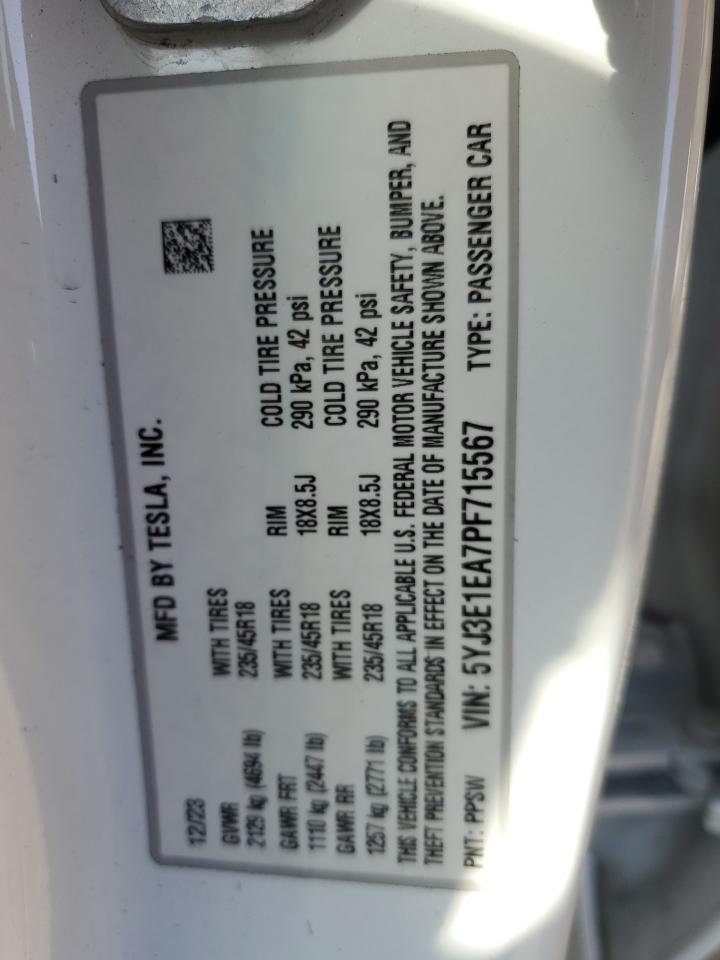 MFD BY TESLA, INC.
12/23
GVWR WITH TIRES
2129 kg (4694 lb) 235/45R18
GAWR FRT WITH TIRES RIM COLD TIRE PRESSURE
1110 kg (2447 lb) 235/45R18 18X8.5J 290 kPa, 42 psi
GAWR RR WITH TIRES RIM COLD TIRE PRESSURE
1257 kg (2771 lb) 235/45R18 18X8.5J 290 kPa, 42 psi
THIS VEHICLE CONFORMS TO ALL APPLICABLE U.S. FEDERAL MOTOR VEHICLE SAFETY, BUMPER, AND
THEFT PREVENTION STANDARDS IN EFFECT ON THE DATE OF MANUFACTURE SHOWN ABOVE.
PNT: PPSW VIN: 5YJ3E1EA7PF715567 TYPE: PASSENGER CAR